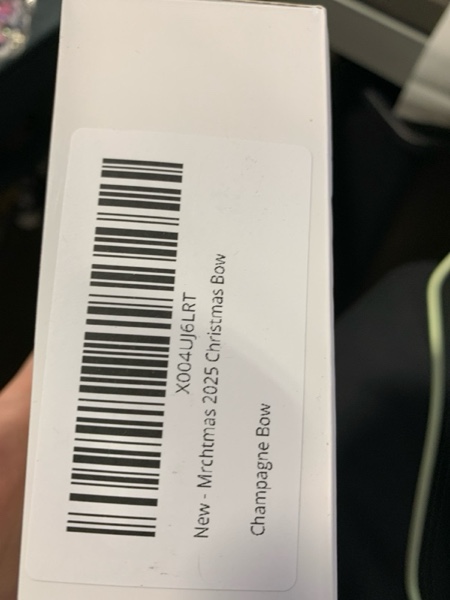 X004UJ6LRT
New - Mrchtmas 2025 Christmas Bow
Champagne Bow